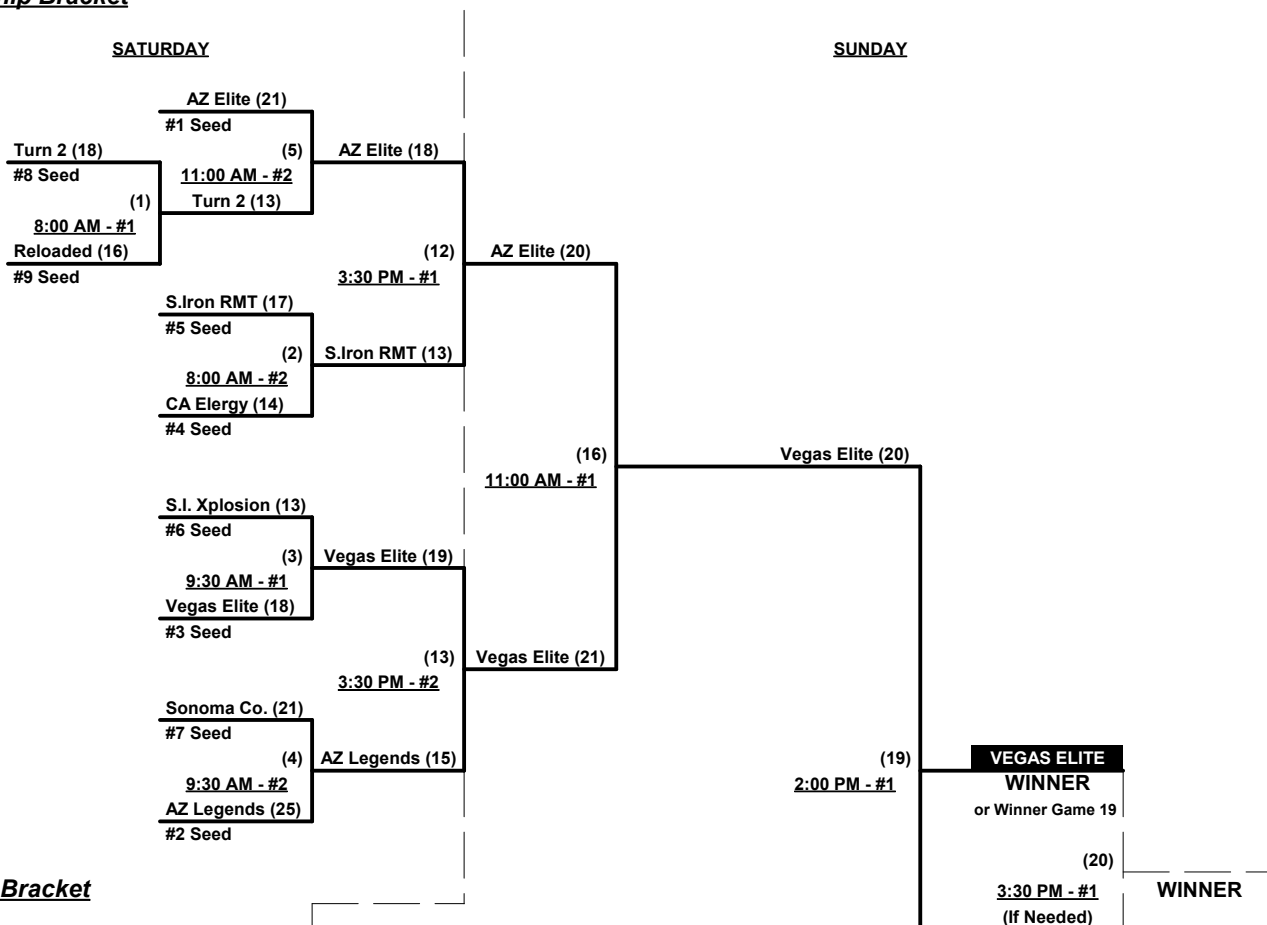 hip Bracket
SATURDAY
SUNDAY
AZ Elite (21)
#1 Seed
Turn 2 (18)
(5)
AZ Elite (18)
#8 Seed
11:00 AM - #2
(1)
Turn 2 (13)
8:00 AM - #1
Reloaded (16)
(12)
AZ Elite (20)
#9 Seed
3:30 PM - #1
S.Iron RMT (17)
#5 Seed
(2)
S.Iron RMT (13)
8:00 AM - #2
CA Elergy (14)
#4 Seed
(16)
Vegas Elite (20)
11:00 AM - #1
S.I. Xplosion (13)
#6 Seed
(3)
Vegas Elite (19)
9:30 AM - #1
Vegas Elite (18)
#3 Seed
(13)
Vegas Elite (21)
3:30 PM - #2
Sonoma Co. (21)
#7 Seed
(4)
AZ Legends (15)
(19)
VEGAS ELITE
9:30 AM - #2
2:00 PM - #1
WINNER
AZ Legends (25)
or Winner Game 19
#2 Seed
(20)
Bracket
3:30 PM - #1
WINNER
(If Needed)